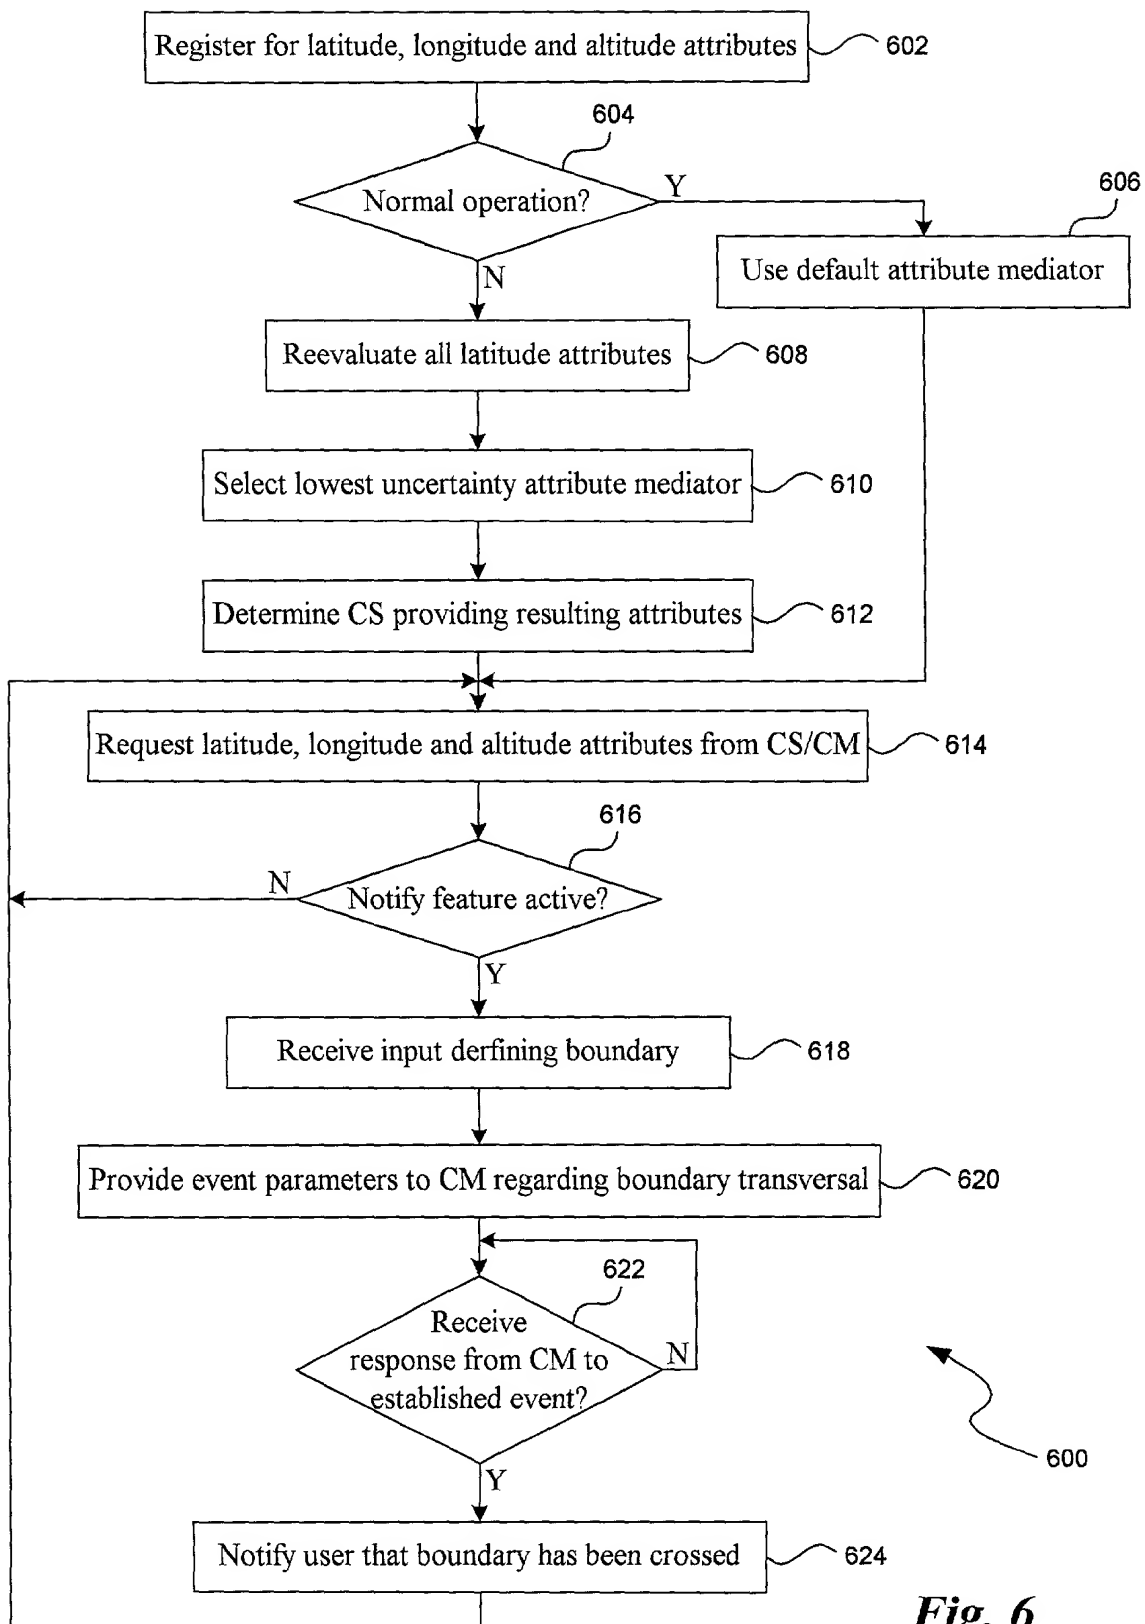 Register for latitude, longitude and altitude attributes
602
604
Normal operation?
Y
606
Use default attribute mediator
N
Reevaluate all latitude attributes
608
Select lowest uncertainty attribute mediator
610
Determine CS providing resulting attributes
612
Request latitude, longitude and altitude attributes from CS/CM
614
616
N
Notify feature active?
Y
Receive input derfining boundary
618
Provide event parameters to CM regarding boundary transversal
620
622
Receive
response from CM to
established event?
N
600
Y
Notify user that boundary has been crossed
624
Fig. 6